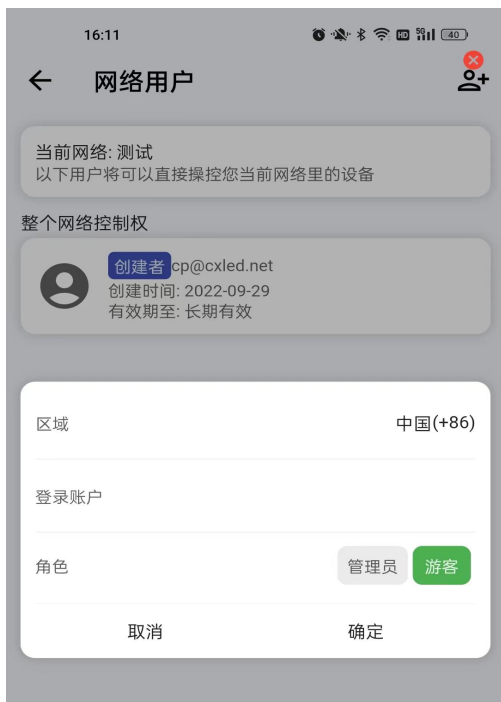 16:11
HD 5G 40
网络用户
当前网络: 测试
以下用户将可以直接操控您当前网络里的设备
整个网络控制权
创建者 cp@cxled.net
创建时间: 2022-09-29
有效期至: 长期有效
区域 中国(+86)
登录账户
角色 管理员 游客
取消 确定